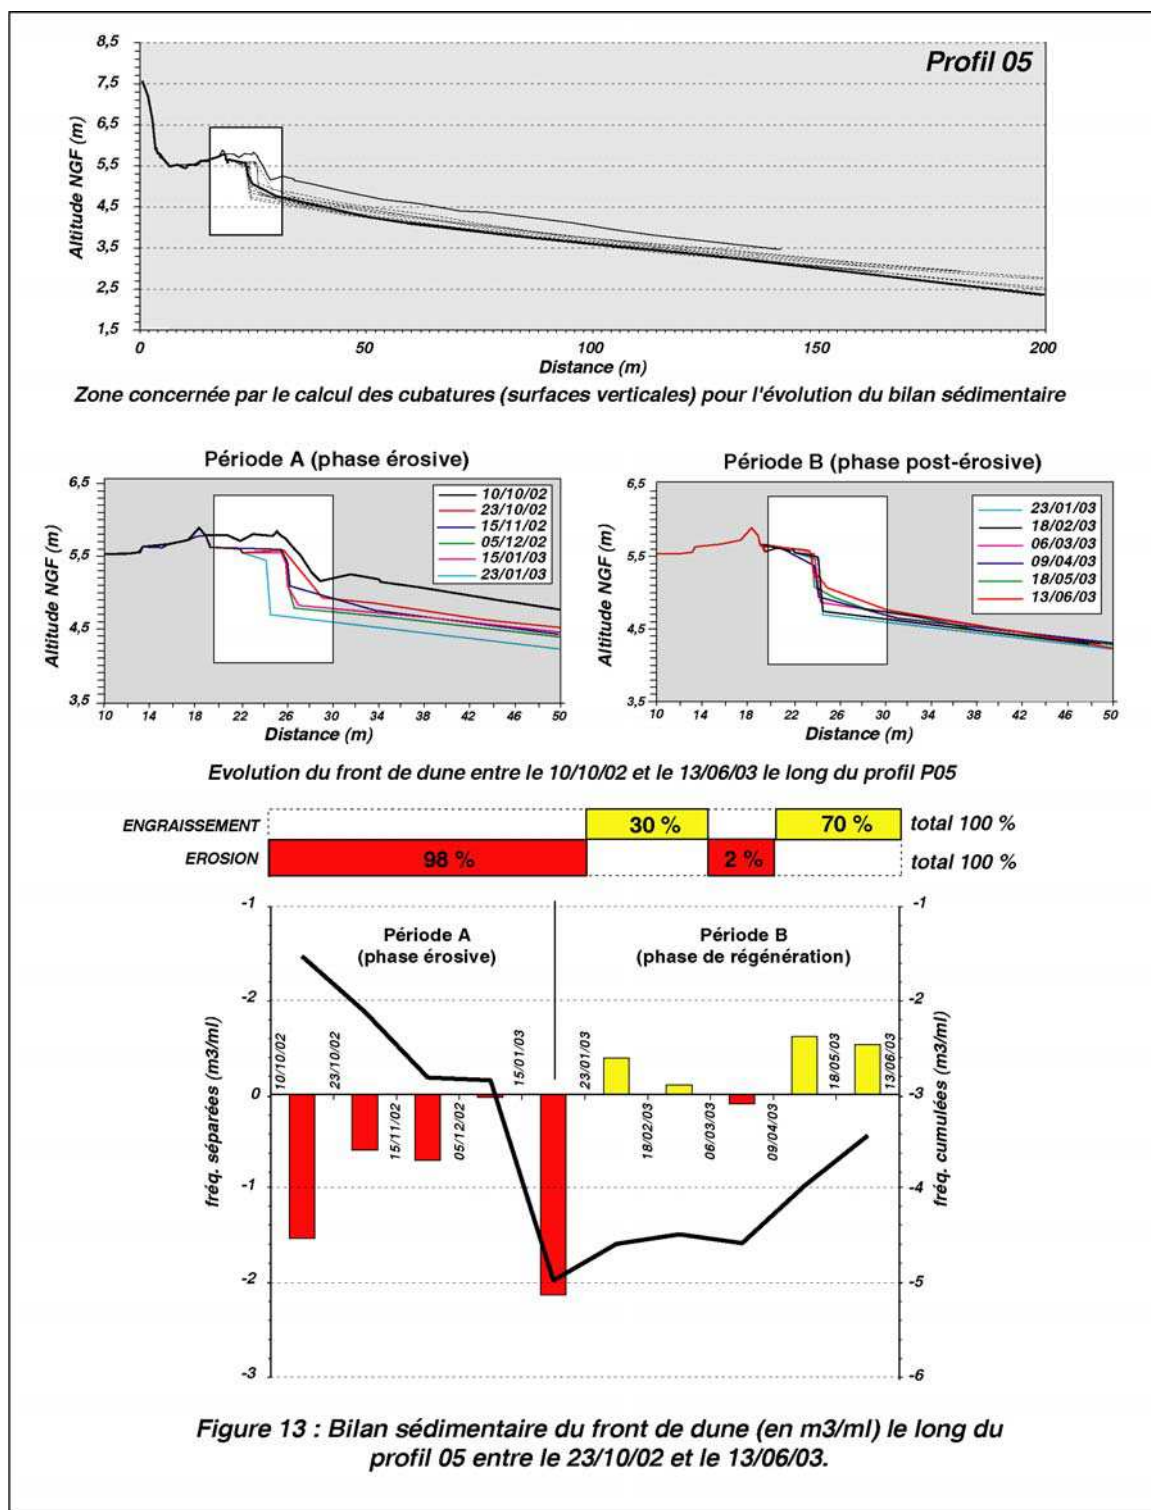 8,5
7,5
6,5
5,5
4,5
3,5
2,5
1,5
Altitude NGF (m)
Profil 05
0
50
100
150
200
Distance (m)
Zone concernée par le calcul des cubatures (surfaces verticales) pour l'évolution du bilan sédimentaire
Période A (phase érosive)
6,5
5,5
4,5
3,5
Altitude NGF (m)
10/10/02
23/10/02
15/11/02
05/12/02
15/01/03
23/01/03
10 14 18 22 26 30 34 38 42 46 50
Distance (m)
Période B (phase post-érosive)
6,5
5,5
4,5
3,5
Altitude NGF (m)
23/01/03
18/02/03
06/03/03
09/04/03
18/05/03
13/06/03
10 14 18 22 26 30 34 38 42 46 50
Distance (m)
Evolution du front de dune entre le 10/10/02 et le 13/06/03 le long du profil P05
ENGRAISSEMENT 30 % 70 % total 100 %
EROSION 98 % 2 % total 100 %
-1
-2
0
-1
-2
-3
fréq. séparées (m3/ml)
Période A
(phase érosive)
Période B
(phase de régénération)
10/10/02
23/10/02
15/11/02
05/12/02
15/01/03
23/01/03
18/02/03
06/03/03
09/04/03
18/05/03
13/06/03
-1
-2
-3
-4
-5
-6
fréq. cumulées (m3/ml)
Figure 13 : Bilan sédimentaire du front de dune (en m3/ml) le long du
profil 05 entre le 23/10/02 et le 13/06/03.